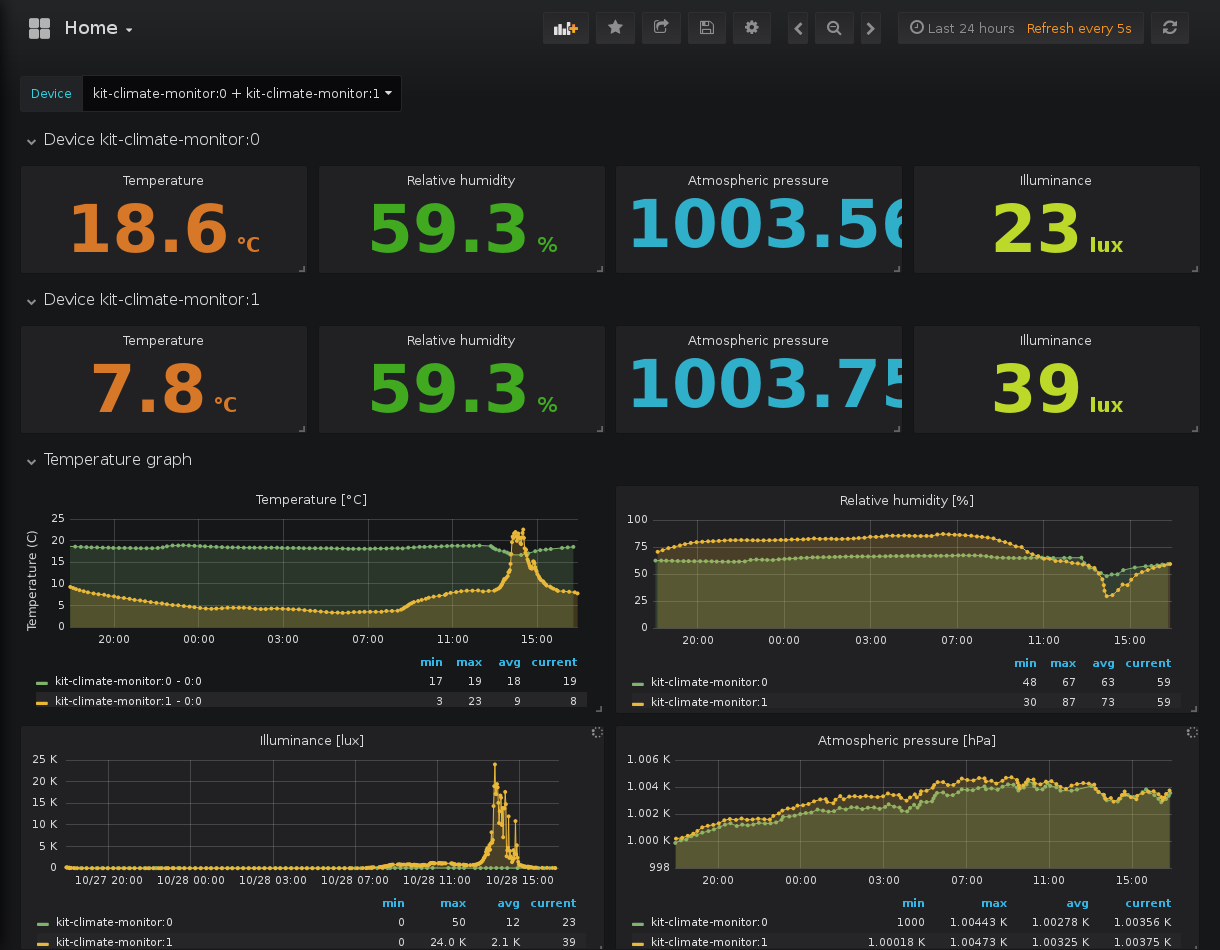 Home
Last 24 hours Refresh every 5s
Device kit-climate-monitor:0 + kit-climate-monitor:1
Device kit-climate-monitor:0
Temperature Relative humidity Atmospheric pressure Illuminance
18.6 °C 59.3 % 1003.56 23 lux
Device kit-climate-monitor:1
Temperature Relative humidity Atmospheric pressure Illuminance
7.8 °C 59.3 % 1003.75 39 lux
Temperature graph
Temperature [°C]
Temperature (C)
25
20
15
10
5
0
20:00 00:00 03:00 07:00 11:00 15:00
min max avg current
kit-climate-monitor:0 - 0:0 17 19 18 19
kit-climate-monitor:1 - 0:0 3 23 9 8
Relative humidity [%]
100
75
50
25
0
20:00 00:00 03:00 07:00 11:00 15:00
min max avg current
kit-climate-monitor:0 48 67 63 59
kit-climate-monitor:1 30 87 73 59
Illuminance [lux]
25 K
20 K
15 K
10 K
5 K
0
10/27 20:00 10/28 00:00 10/28 03:00 10/28 07:00 10/28 11:00 10/28 15:00
min max avg current
kit-climate-monitor:0 0 50 12 23
kit-climate-monitor:1 0 24.0 K 2.1 K 39
Atmospheric pressure [hPa]
1.006 K
1.004 K
1.002 K
1.000 K
998
20:00 00:00 03:00 07:00 11:00 15:00
min max avg current
kit-climate-monitor:0 1000 1.00443 K 1.00278 K 1.00356 K
kit-climate-monitor:1 1.00018 K 1.00473 K 1.00325 K 1.00375 K